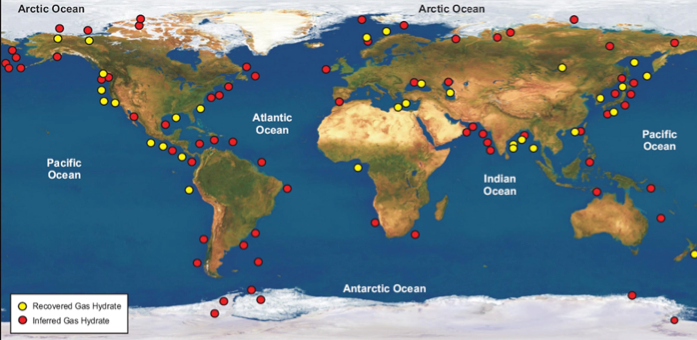 Arctic Ocean
Arctic Ocean
Atlantic
Ocean
Pacific
Ocean
Pacific
Ocean
Indian
Ocean
Antarctic Ocean
Recovered Gas Hydrate
Inferred Gas Hydrate